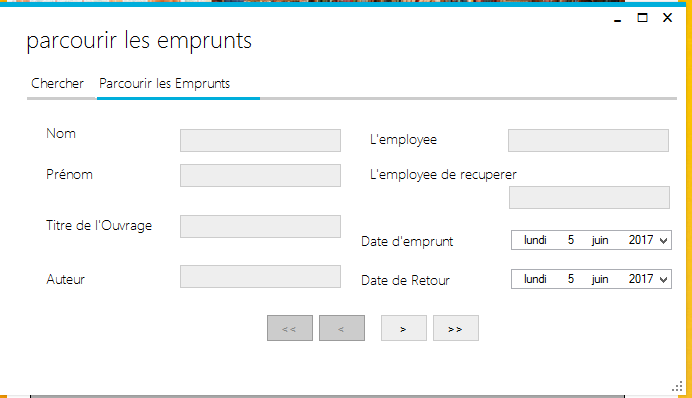 parcourir les emprunts
Chercher Parcourir les Emprunts
Nom
L'employee
Prénom
L'employee de recuperer
Titre de l'Ouvrage
Date d'emprunt
lundi 5 juin 2017
Auteur
Date de Retour
lundi 5 juin 2017
<< < > >>